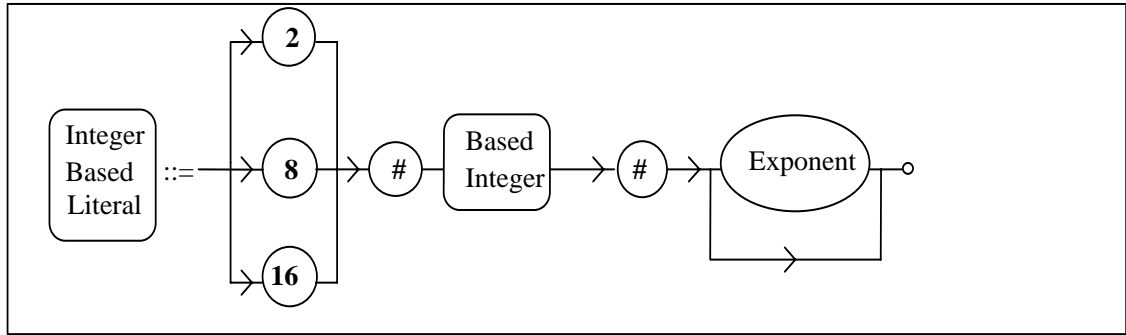 2
Integer
Based
Literal
::=
8
#
Based
Integer
#
Exponent
16